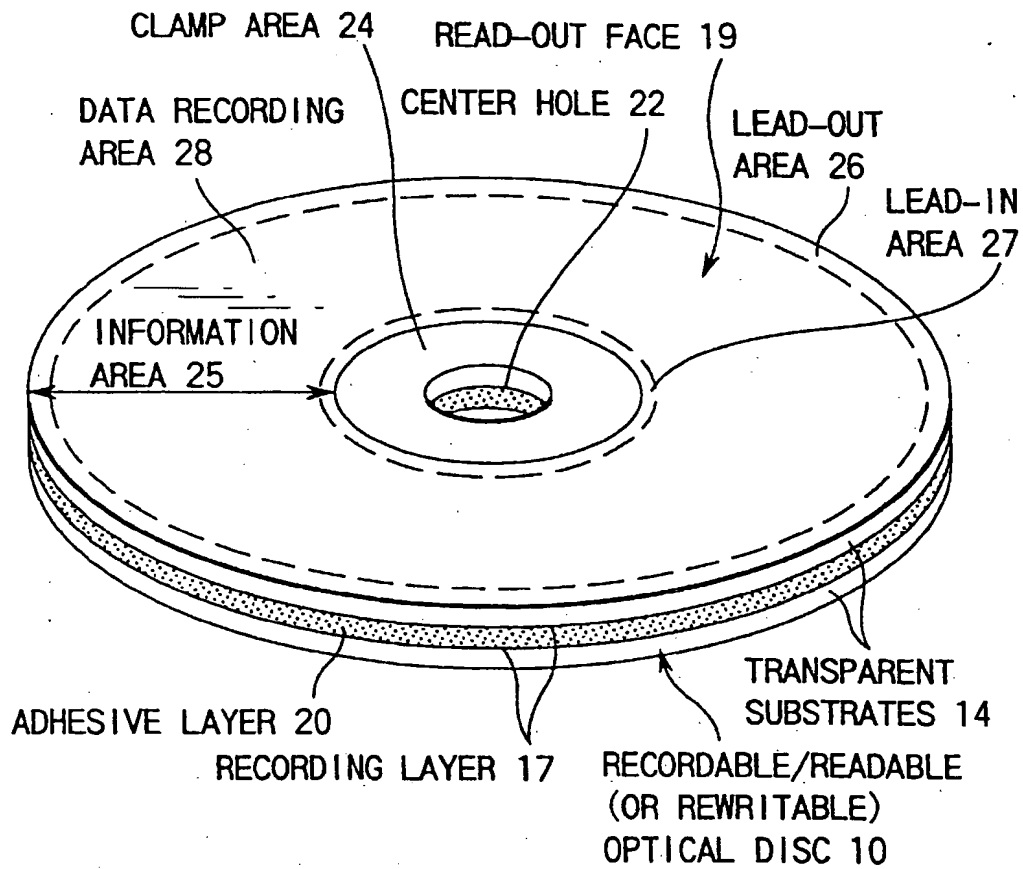 CLAMP AREA 24
READ-OUT FACE 19
DATA RECORDING
AREA 28
CENTER HOLE 22
LEAD-OUT
AREA 26
LEAD-IN
AREA 27
INFORMATION
AREA 25
TRANSPARENT
SUBSTRATES 14
ADHESIVE LAYER 20
RECORDING LAYER 17
RECORDABLE/READABLE
(OR REWRITABLE)
OPTICAL DISC 10